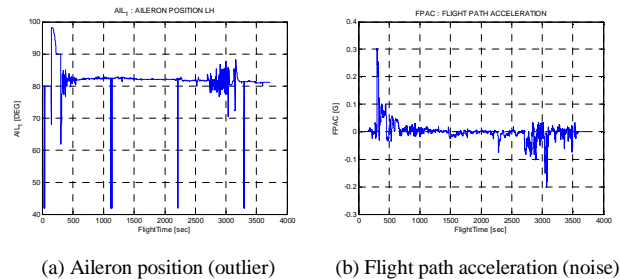 AIL₁ : AILERON POSITION LH
100
90
80
70
60
50
40
AIL₁ [DEG]
0 500 1000 1500 2000 2500 3000 3500 4000
FlightTime [sec]
(a) Aileron position (outlier)
FPAC : FLIGHT PATH ACCELERATION
0.4
0.3
0.2
0.1
0
-0.1
-0.2
-0.3
FPAC [G]
0 500 1000 1500 2000 2500 3000 3500 4000
FlightTime [sec]
(b) Flight path acceleration (noise)